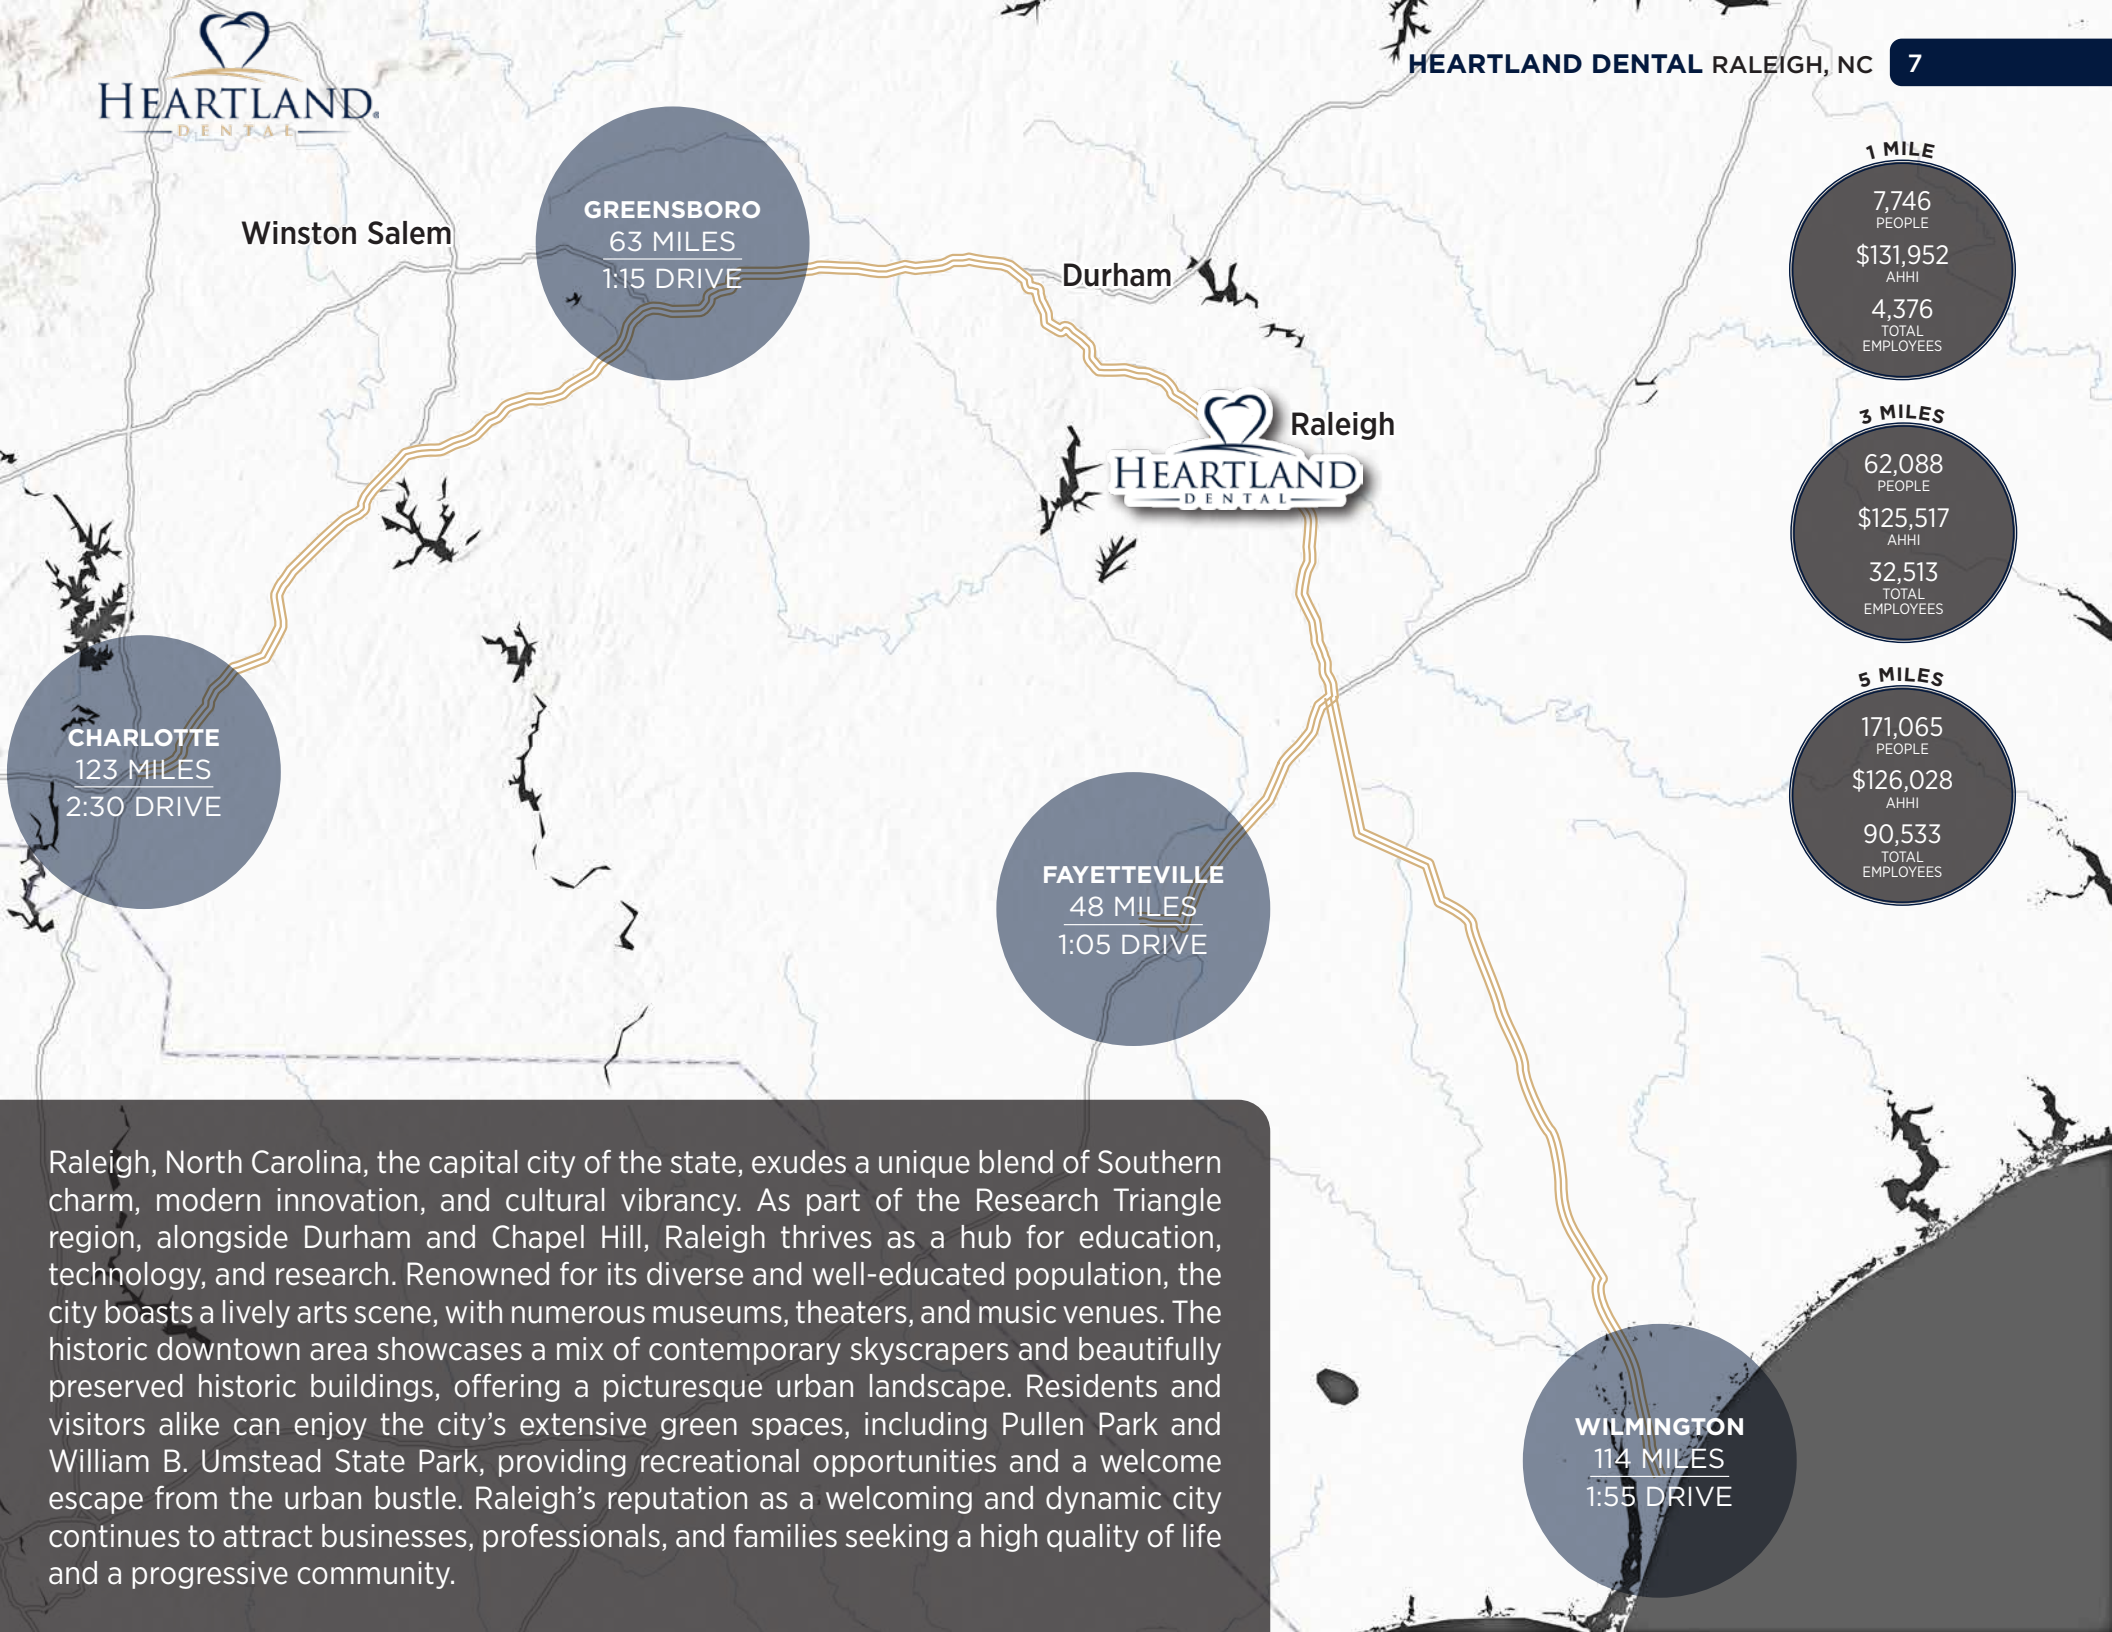 HEARTLAND®
DENTAL
HEARTLAND DENTAL RALEIGH, NC 7
1 MILE
7,746
PEOPLE
$131,952
AHHI
4,376
TOTAL
EMPLOYEES
3 MILES
62,088
PEOPLE
$125,517
AHHI
32,513
TOTAL
EMPLOYEES
5 MILES
171,065
PEOPLE
$126,028
AHHI
90,533
TOTAL
EMPLOYEES
Winston Salem
GREENSBORO
63 MILES
1:15 DRIVE
Durham
Raleigh
HEARTLAND
DENTAL
CHARLOTTE
123 MILES
2:30 DRIVE
FAYETTEVILLE
48 MILES
1:05 DRIVE
WILMINGTON
114 MILES
1:55 DRIVE
Raleigh, North Carolina, the capital city of the state, exudes a unique blend of Southern
charm, modern innovation, and cultural vibrancy. As part of the Research Triangle
region, alongside Durham and Chapel Hill, Raleigh thrives as a hub for education,
technology, and research. Renowned for its diverse and well-educated population, the
city boasts a lively arts scene, with numerous museums, theaters, and music venues. The
historic downtown area showcases a mix of contemporary skyscrapers and beautifully
preserved historic buildings, offering a picturesque urban landscape. Residents and
visitors alike can enjoy the city’s extensive green spaces, including Pullen Park and
William B. Umstead State Park, providing recreational opportunities and a welcome
escape from the urban bustle. Raleigh’s reputation as a welcoming and dynamic city
continues to attract businesses, professionals, and families seeking a high quality of life
and a progressive community.